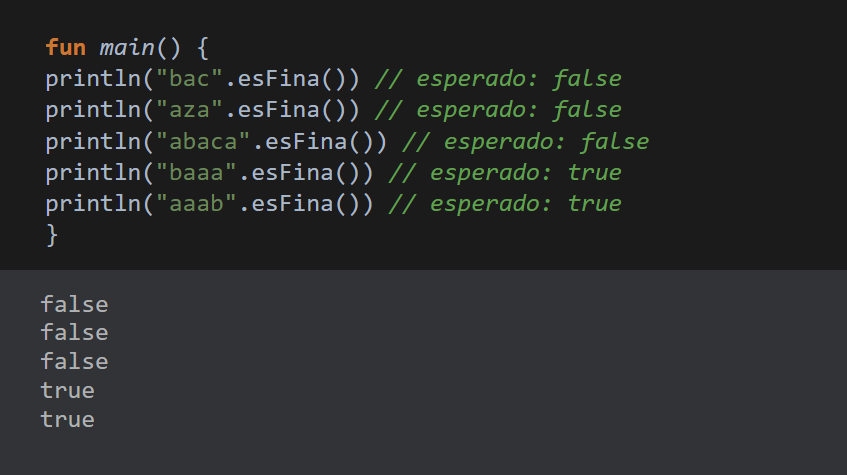 fun main() {
println("bac".esFina()) // esperado: false
println("aza".esFina()) // esperado: false
println("abaca".esFina()) // esperado: false
println("baaa".esFina()) // esperado: true
println("aaab".esFina()) // esperado: true
}
false
false
false
true
true